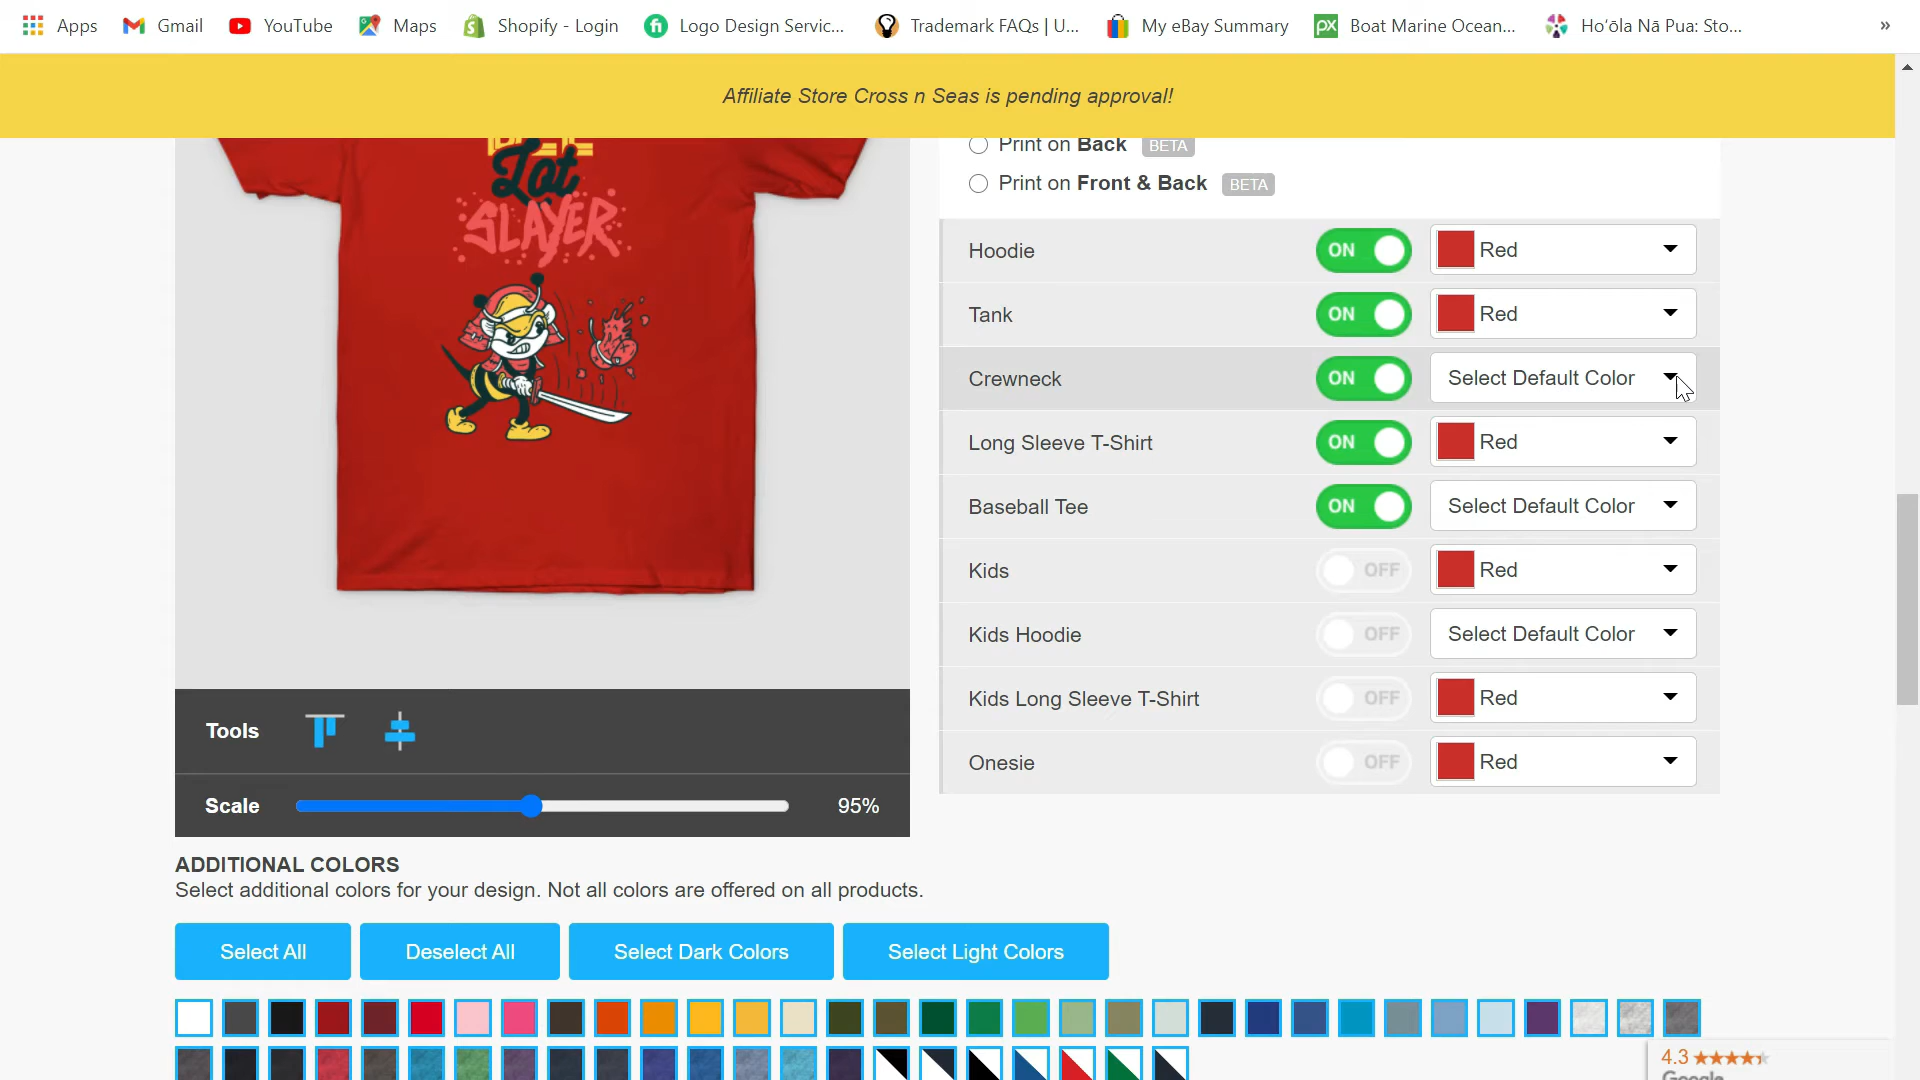 Apps Gmail YouTube Maps Shopify - Login Logo Design Servic... Trademark FAQs | U... My eBay Summary Boat Marine Ocean... Ho'ōla Nā Pua: Sto... »
Affiliate Store Cross n Seas is pending approval!
Print on Back BETA
Print on Front & Back BETA
Lot
SLAYER
Hoodie ON Red
Tank ON Red
Crewneck ON Select Default Color
Long Sleeve T-Shirt ON Red
Baseball Tee ON Select Default Color
Kids OFF Red
Kids Hoodie OFF Select Default Color
Kids Long Sleeve T-Shirt OFF Red
Onesie OFF Red
Tools
Scale 95%
ADDITIONAL COLORS
Select additional colors for your design. Not all colors are offered on all products.
Select All Deselect All Select Dark Colors Select Light Colors
4.3
Google